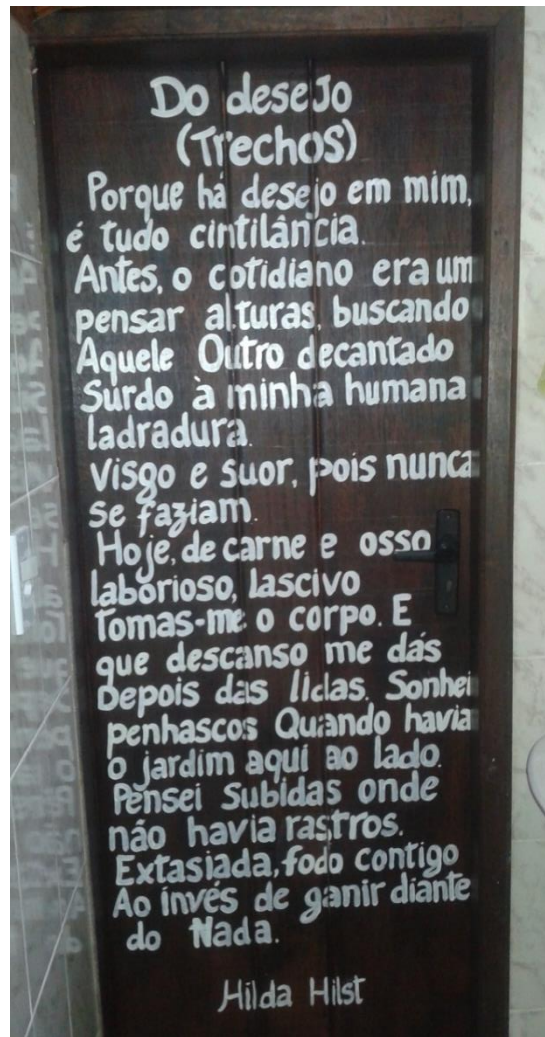 Do deseJo
(Trechos)
Porque há desejo em mim,
é tudo cintilância.
Antes, o cotidiano era um
pensar alturas, buscando
Aquele Outro decantado
Surdo à minha humana
ladradura.
Visgo e suor, pois nunca
se faziam.
Hoje, de carne e osso
laborioso, lascivo
Tomas-me o corpo. E
que descanso me dás
Depois das lidas. Sonhei
penhascos Quando havia
o jardim aqui ao lado.
Pensei Subidas onde
não havia rastros.
Extasiada, fodo contigo
Ao invés de ganir diante
do Nada.
Hilda Hilst